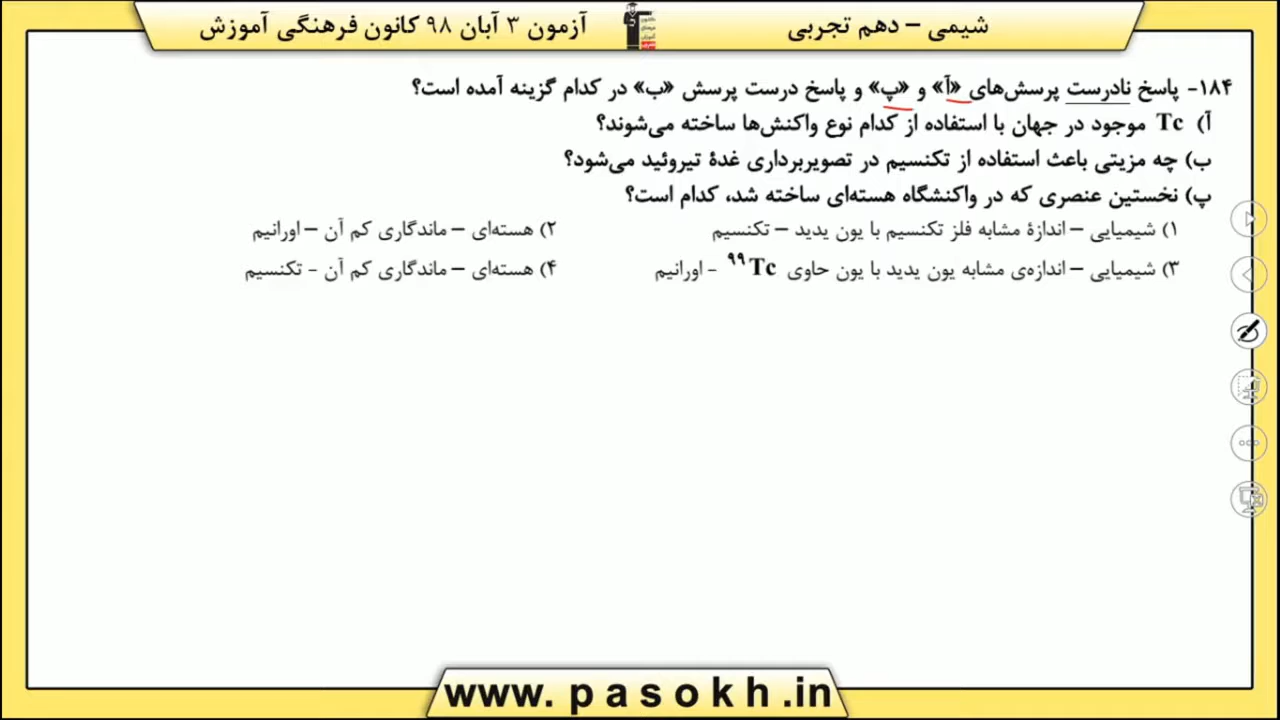 شیمی – دهم تجربی
آزمون ۳ آبان ۹۸ کانون فرهنگی آموزش
۱۸۴- پاسخ نادرست پرسش‌های «آ» و «پ» و پاسخ درست پرسش «ب» در کدام گزینه آمده است؟
آ) Tc موجود در جهان با استفاده از کدام نوع واکنش‌ها ساخته می‌شوند؟
ب) چه مزیتی باعث استفاده از تکنسیم در تصویربرداری غدهٔ تیروئید می‌شود؟
پ) نخستین عنصری که در واکنشگاه هسته‌ای ساخته شد، کدام است؟
۱) شیمیایی – اندازهٔ مشابه فلز تکنسیم با یون یدید – تکنسیم
۲) هسته‌ای – ماندگاری کم آن – اورانیم
۳) شیمیایی – اندازه‌ی مشابه یون یدید با یون حاوی ⁹⁹Tc - اورانیم
۴) هسته‌ای – ماندگاری کم آن - تکنسیم
www.pasokh.in